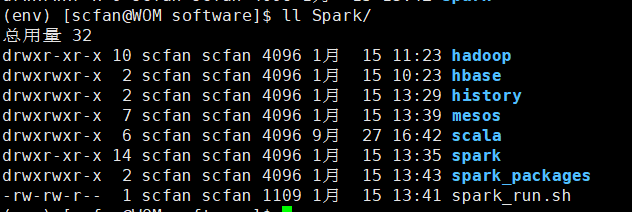 (env) [scfan@WOM software]$ ll Spark/
总用量 32
drwxr-xr-x 10 scfan scfan 4096 1月  15 11:23 hadoop
drwxrwxr-x  2 scfan scfan 4096 1月  15 10:23 hbase
drwxrwxr-x  2 scfan scfan 4096 1月  15 13:29 history
drwxrwxr-x  7 scfan scfan 4096 1月  15 13:39 mesos
drwxrwxr-x  6 scfan scfan 4096 9月  27 16:42 scala
drwxr-xr-x 14 scfan scfan 4096 1月  15 13:35 spark
drwxrwxr-x  2 scfan scfan 4096 1月  15 13:43 spark_packages
-rw-rw-r--  1 scfan scfan 1109 1月  15 13:41 spark_run.sh